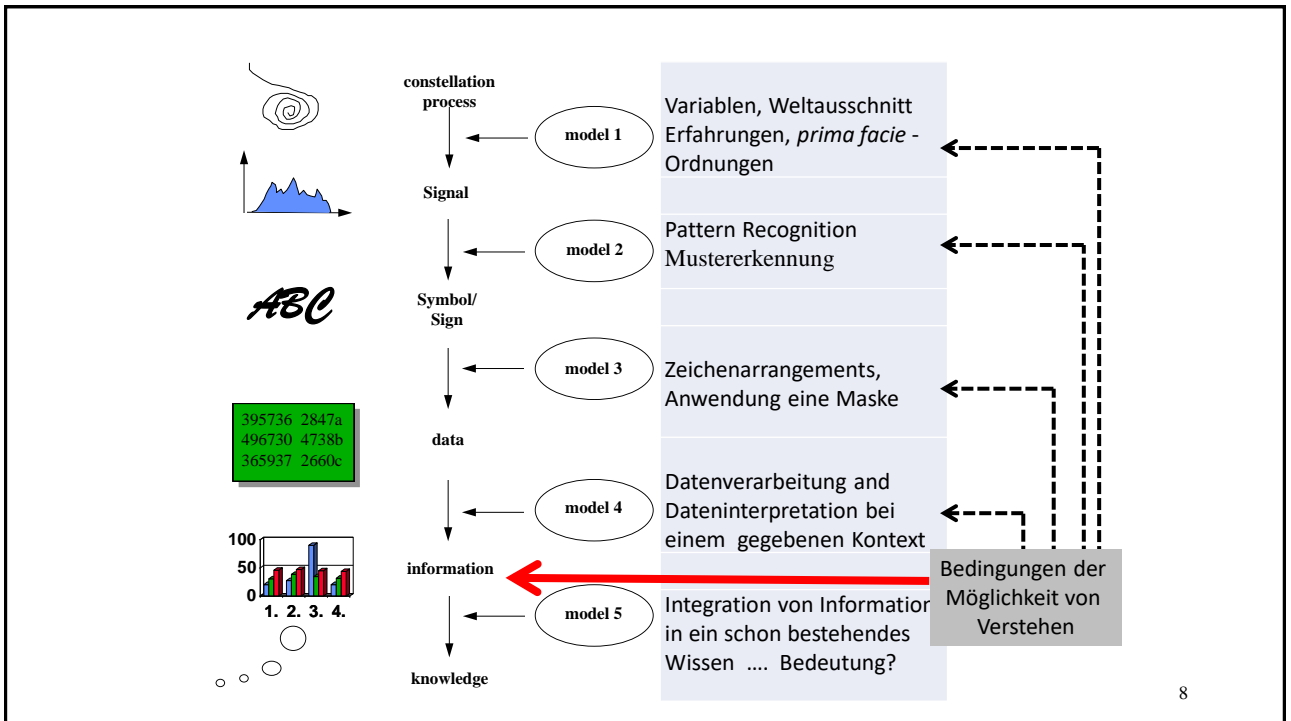 constellation
process
model 1
Variablen, Weltausschnitt
Erfahrungen, prima facie -
Ordnungen
Signal
model 2
Pattern Recognition
Mustererkennung
ABC
Symbol/
Sign
model 3
Zeichenarrangements,
Anwendung eine Maske
395736 2847a
496730 4738b
365937 2660c
data
model 4
Datenverarbeitung and
Dateninterpretation bei
einem gegebenen Kontext
100
50
0
1. 2. 3. 4.
information
Bedingungen der
Möglichkeit von
Verstehen
model 5
Integration von Information
in ein schon bestehendes
Wissen .... Bedeutung?
knowledge
8